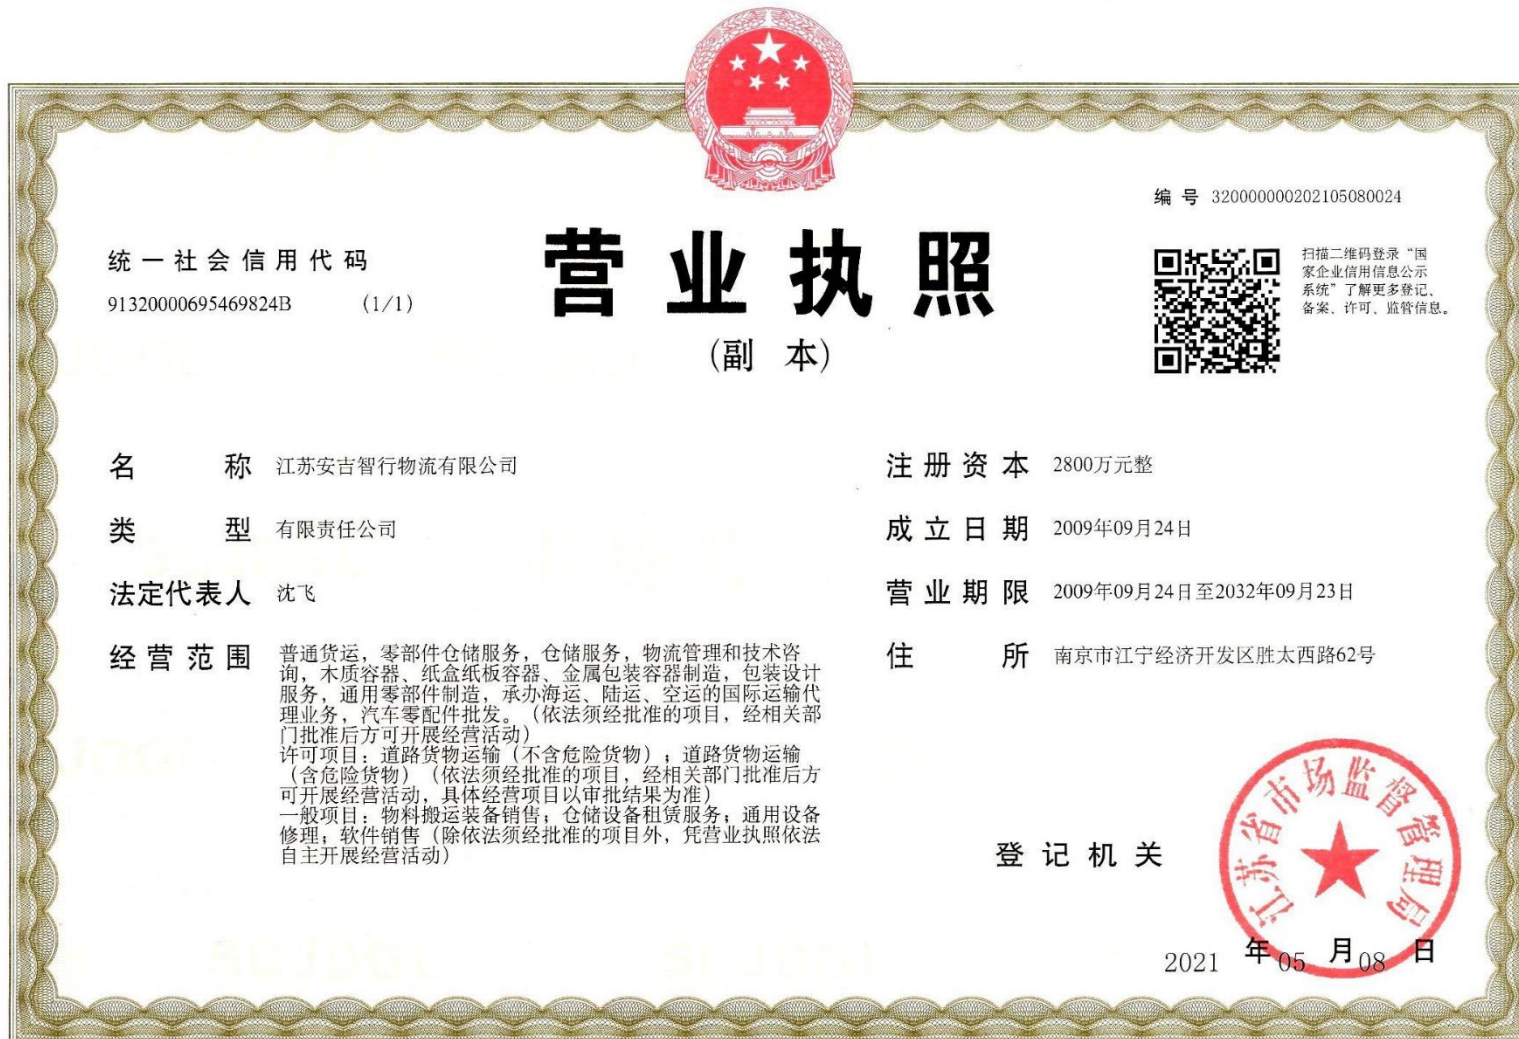 编号 320000000202105080024
统一社会信用代码
91320000695469824B (1/1)
营业执照
(副 本)
扫描二维码登录“国
家企业信用信息公示
系统”了解更多登记、
备案、许可、监管信息。
名称 江苏安吉智行物流有限公司
类型 有限责任公司
法定代表人 沈飞
经营范围 普通货运，零部件仓储服务，仓储服务，物流管理和技术咨
询，木质容器、纸盒纸板容器、金属包装容器制造，包装设计
服务，通用零部件制造，承办海运、陆运、空运的国际运输代
理业务，汽车零配件批发。（依法须经批准的项目，经相关部
门批准后方可开展经营活动）
许可项目：道路货物运输（不含危险货物）；道路货物运输
（含危险货物）（依法须经批准的项目，经相关部门批准后方
可开展经营活动，具体经营项目以审批结果为准）
一般项目：物料搬运装备销售；仓储设备租赁服务；通用设备
修理；软件销售（除依法须经批准的项目外，凭营业执照依法
自主开展经营活动）
注册资本 2800万元整
成立日期 2009年09月24日
营业期限 2009年09月24日至2032年09月23日
住所 南京市江宁经济开发区胜太西路62号
登记机关
江苏省市场监督管理局
2021 年 05 月 08 日